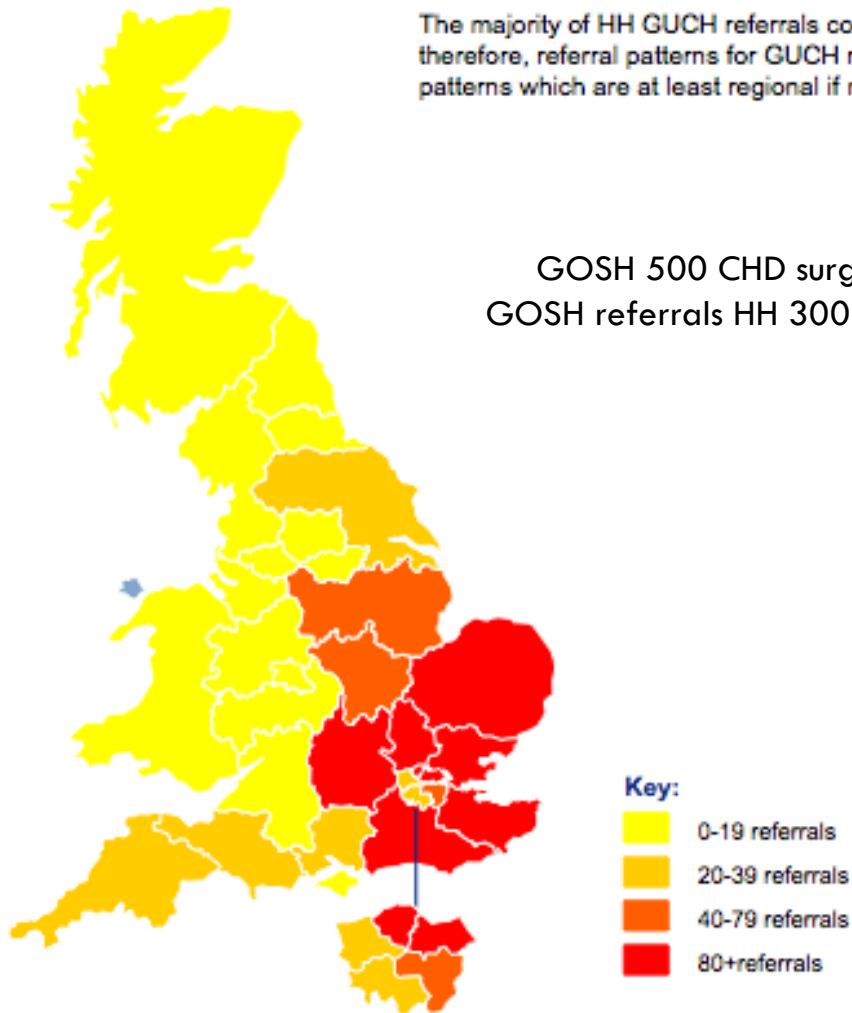 The majority of HH GUCH referrals co
therefore, referral patterns for GUCH
patterns which are at least regional if
GOSH 500 CHD surg
GOSH referrals HH 300
Key:
0-19 referrals
20-39 referrals
40-79 referrals
80+referrals